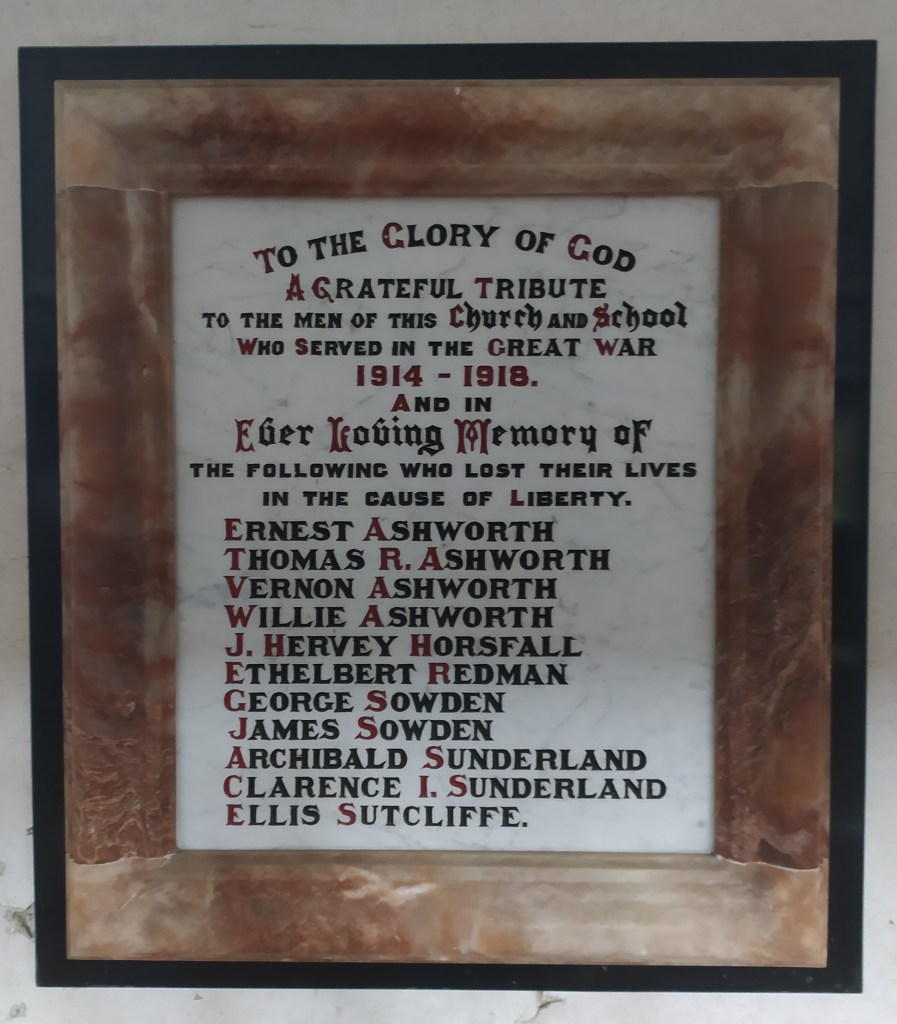 To the Glory of God
A Grateful Tribute
to the men of this Church and School
Who Served in the Great War
1914 - 1918.
And in
Ever Loving Memory of
the following who lost their lives
in the cause of Liberty.
Ernest Ashworth
Thomas R. Ashworth
Vernon Ashworth
Willie Ashworth
J. Hervey Horsfall
Ethelbert Redman
George Sowden
James Sowden
Archibald Sunderland
Clarence I. Sunderland
Ellis Sutcliffe.